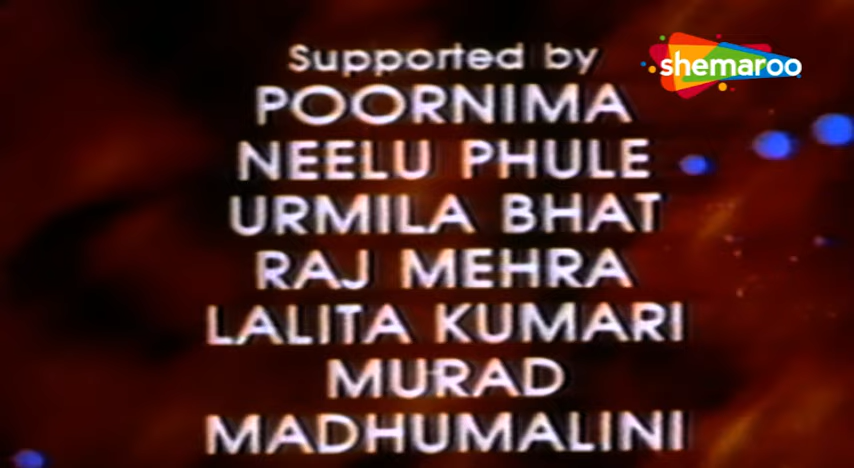 Supported by
shemaroo
POORNIMA
NEELU PHULE
URMILA BHAT
RAJ MEHRA
LALITA KUMARI
MURAD
MADHUMALINI